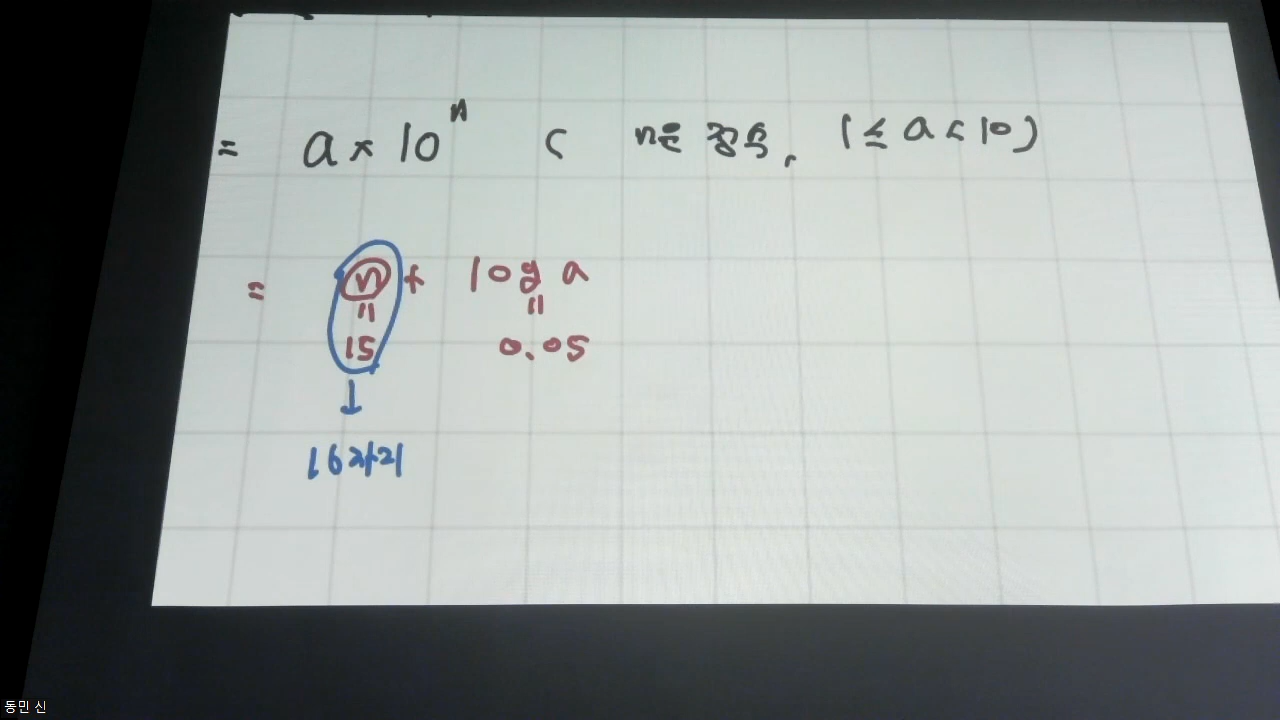 = a × 10ⁿ ( n은 정수, 1 ≤ a < 10 )
= n + log a
= =
15 0.05
↓
16자리
동민 신